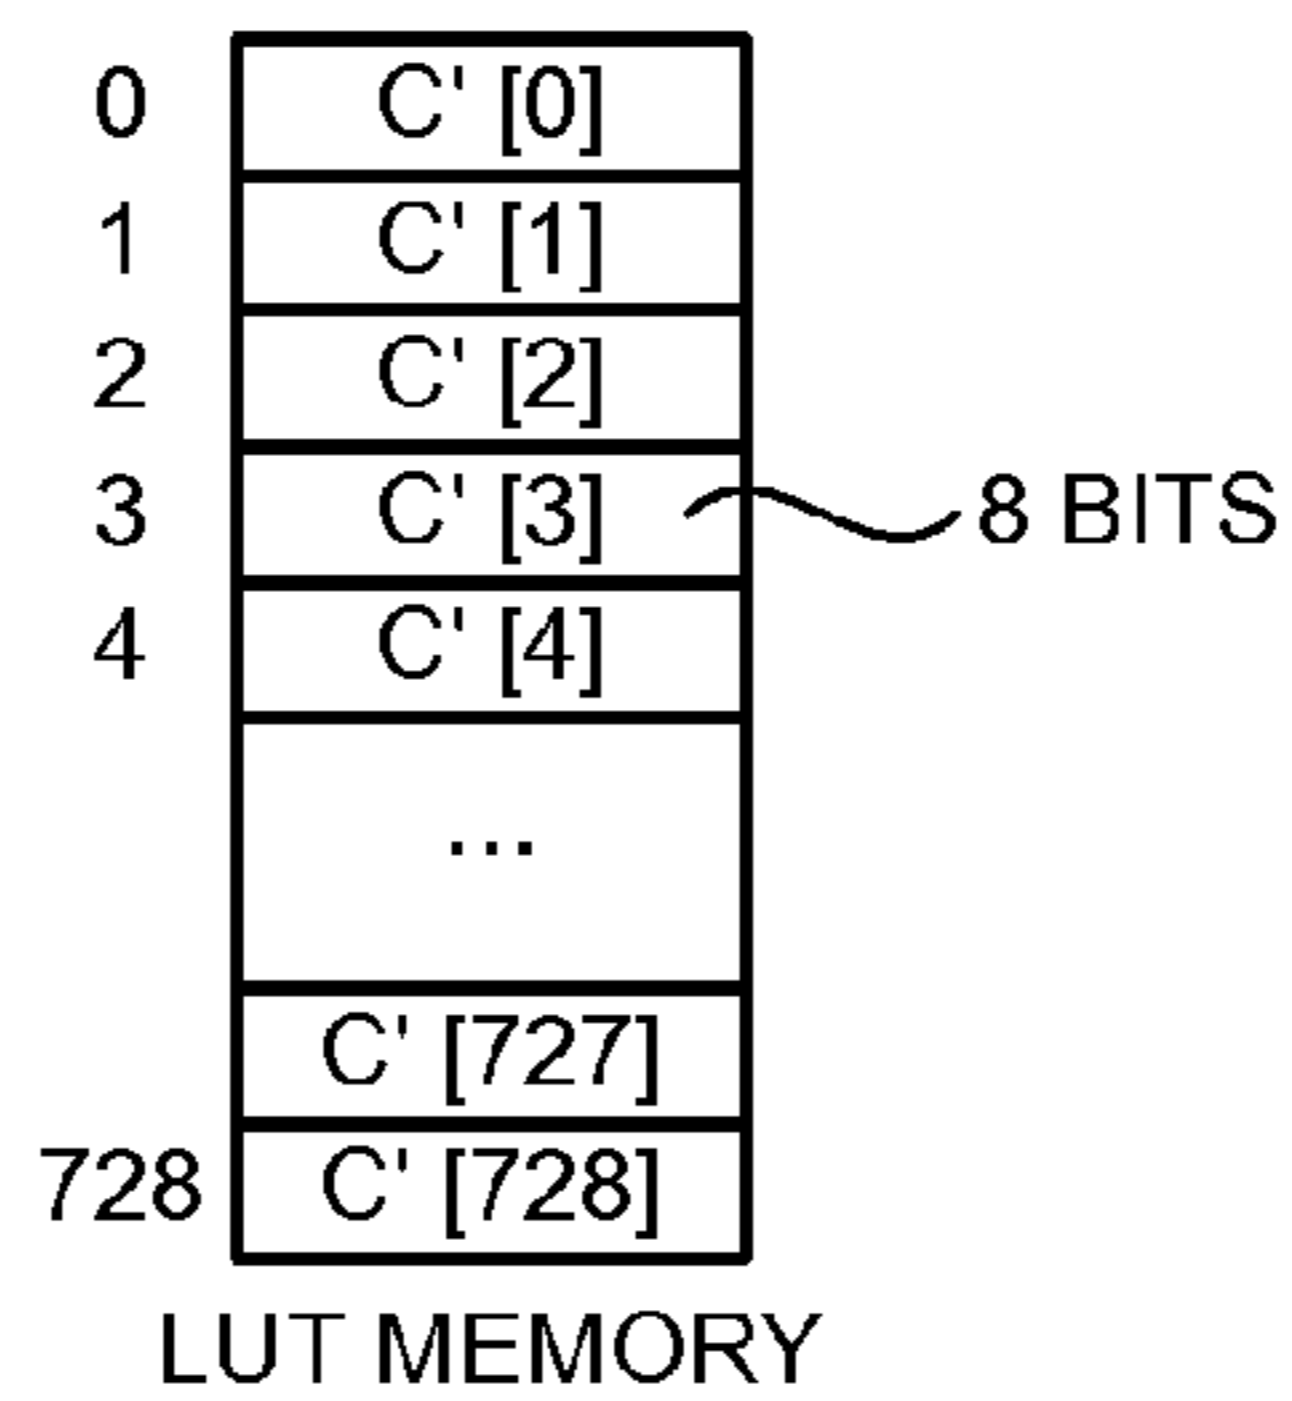 0 C' [0]
1 C' [1]
2 C' [2]
3 C' [3] 8 BITS
4 C' [4]
...
C' [727]
728 C' [728]
LUT MEMORY